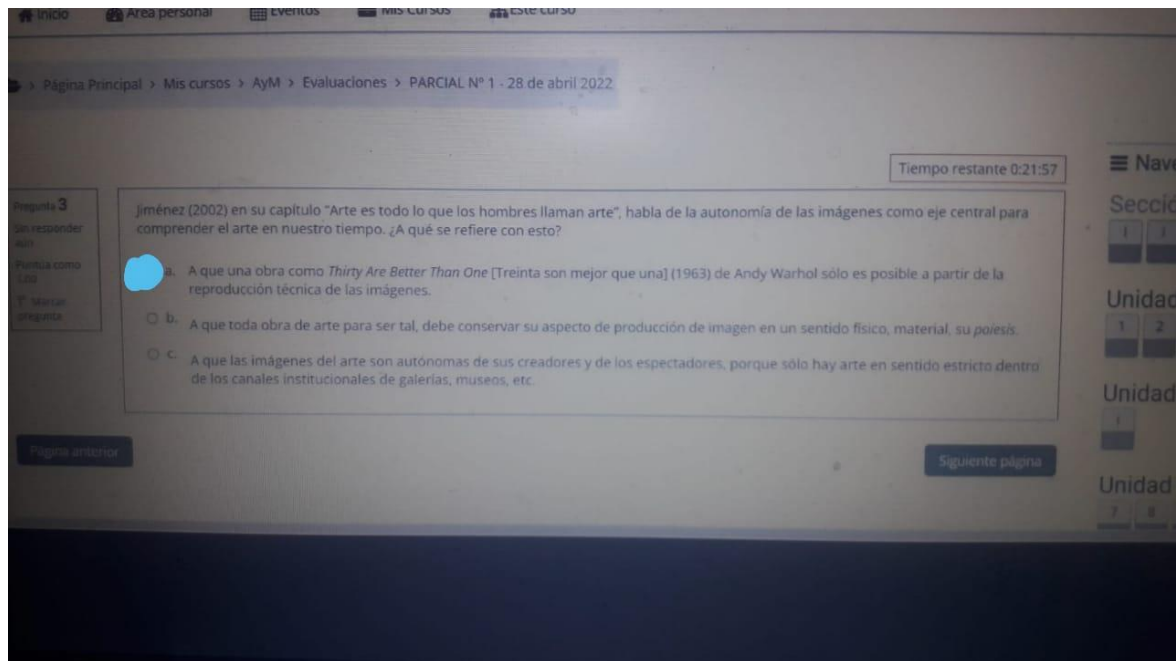 Inicio Área personal Eventos Mis Cursos Este curso
> Página Principal > Mis cursos > AyM > Evaluaciones > PARCIAL Nº 1 - 28 de abril 2022
Tiempo restante 0:21:57
Nave
Pregunta 3
Sin responder
aún
Puntúa como
Marcar
pregunta
Jiménez (2002) en su capítulo "Arte es todo lo que los hombres llaman arte", habla de la autonomía de las imágenes como eje central para
comprender el arte en nuestro tiempo. ¿A qué se refiere con esto?
a. A que una obra como Thirty Are Better Than One [Treinta son mejor que una] (1963) de Andy Warhol sólo es posible a partir de la
reproducción técnica de las imágenes.
b. A que toda obra de arte para ser tal, debe conservar su aspecto de producción de imagen en un sentido físico, material, su poiesis.
c. A que las imágenes del arte son autónomas de sus creadores y de los espectadores, porque sólo hay arte en sentido estricto dentro
de los canales institucionales de galerías, museos, etc.
Página anterior
Siguiente página
Secció
Unidad
1 2
Unidad
Unidad
7 8